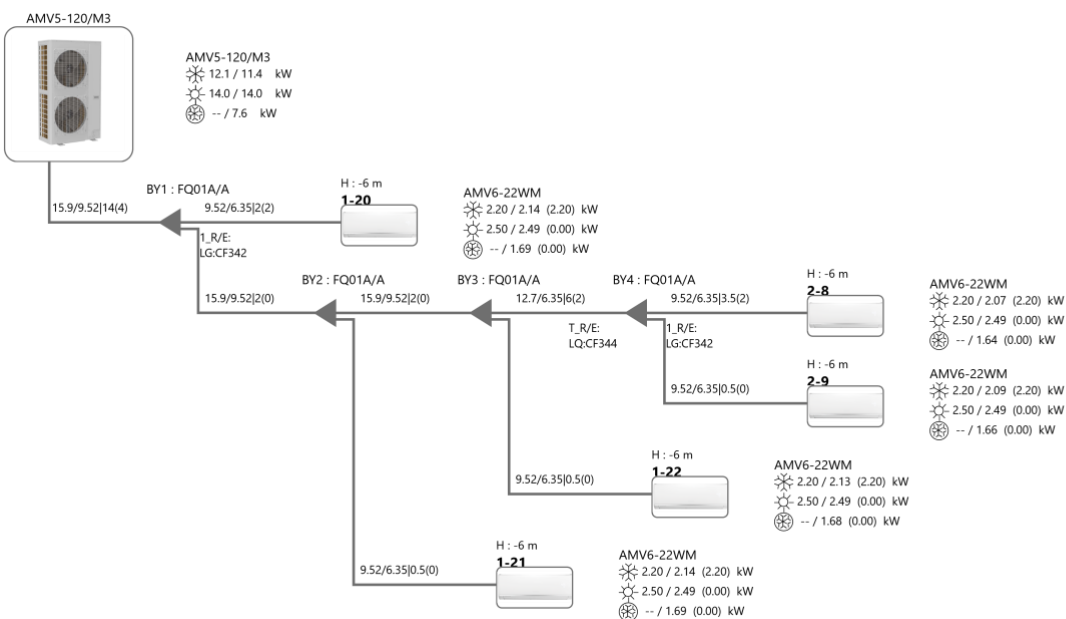 AMV5-120/M3
AMV5-120/M3
12.1 / 11.4 kW
14.0 / 14.0 kW
-- / 7.6 kW
BY1 : FQ01A/A
15.9/9.52|14(4)
9.52/6.35|2(2)
H : -6 m
1-20
AMV6-22WM
2.20 / 2.14 (2.20) kW
2.50 / 2.49 (0.00) kW
-- / 1.69 (0.00) kW
1_R/E:
LG:CF342
BY2 : FQ01A/A
15.9/9.52|2(0)
15.9/9.52|2(0)
BY3 : FQ01A/A
12.7/6.35|6(2)
BY4 : FQ01A/A
9.52/6.35|3.5(2)
T_R/E:
LQ:CF344
1_R/E:
LG:CF342
H : -6 m
2-8
AMV6-22WM
2.20 / 2.07 (2.20) kW
2.50 / 2.49 (0.00) kW
-- / 1.64 (0.00) kW
9.52/6.35|0.5(0)
H : -6 m
2-9
AMV6-22WM
2.20 / 2.09 (2.20) kW
2.50 / 2.49 (0.00) kW
-- / 1.66 (0.00) kW
9.52/6.35|0.5(0)
H : -6 m
1-22
AMV6-22WM
2.20 / 2.13 (2.20) kW
2.50 / 2.49 (0.00) kW
-- / 1.68 (0.00) kW
9.52/6.35|0.5(0)
H : -6 m
1-21
AMV6-22WM
2.20 / 2.14 (2.20) kW
2.50 / 2.49 (0.00) kW
-- / 1.69 (0.00) kW